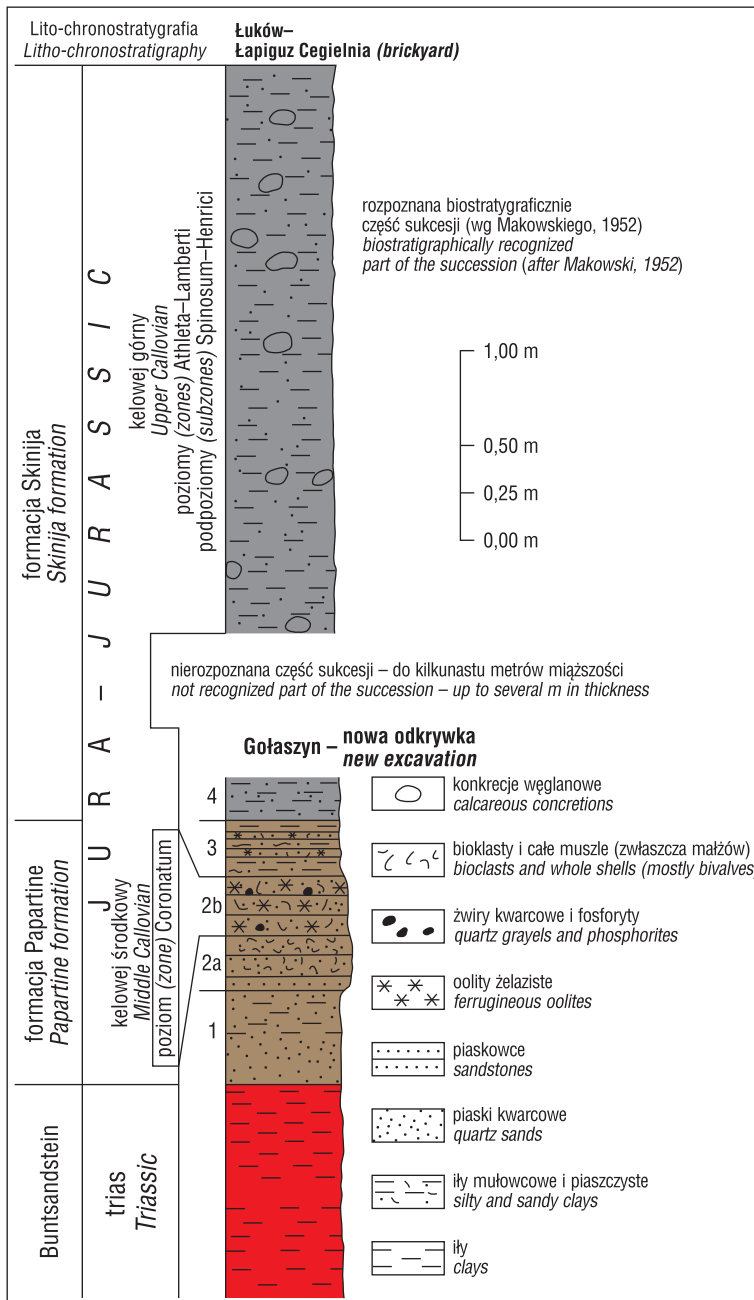 Lito-chronostratygrafia
Litho-chronostratigraphy
Łuków–
Łapiguz Cegielnia (brickyard)
rozpoznana biostratygraficznie
część sukcesji (wg Makowskiego, 1952)
biostratigraphically recognized
part of the succession (after Makowski, 1952)
1,00 m
0,50 m
0,25 m
0,00 m
formacja Skinija
Skinija formation
JURA – JURASSIC
kelowej górny
Upper Callovian
poziomy (zones) Athleta–Lamberti
podpoziomy (subzones) Spinosum–Henrici
nierozpoznana część sukcesji – do kilkunastu metrów miąższości
not recognized part of the succession – up to several m in thickness
Gołaszyn – nowa odkrywka
new excavation
formacja Papartine
Papartine formation
kelowej środkowy
Middle Callovian
poziom (zone) Coronatum
4
3
2b
2a
1
Buntsandstein
trias
Triassic
konkrecje węglanowe
calcareous concretions
bioklasty i całe muszle (zwłaszcza małżów)
bioclasts and whole shells (mostly bivalves)
żwiry kwarcowe i fosforyty
quartz grayels and phosphorites
oolity żelaziste
ferrugineous oolites
piaskowce
sandstones
piaski kwarcowe
quartz sands
iły mułowcowe i piaszczyste
silty and sandy clays
iły
clays